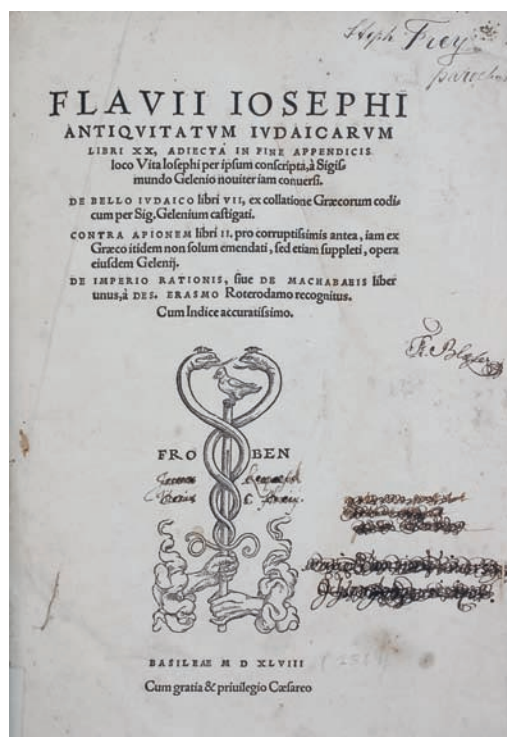 Steph Frey
paroch
FLAVII IOSEPHI
ANTIQVITATVM IVDAICARVM
LIBRI XX, ADIECTA IN FINE APPENDICIS
loco Vita Iosephi per ipsum conscripta, à Sigis-
mundo Gelenio nouiter iam conuersi.
DE BELLO IVDAICO libri VII, ex collatione Græcorum codi-
cum per Sig. Gelenium castigati.
CONTRA APIONEM libri II. pro corruptissimis antea, iam ex
Græco itidem non solum emendati, sed etiam suppleti, opera
eiusdem Gelenij.
DE IMPERIO RATIONIS, siue DE MACHABAEIS liber
unus, à DES. ERASMO Roterodamo recognitus.
Cum Indice accuratissimo.
FRO BEN
BASILEAE M D XLVIII
Cum gratia & priuilegio Cæsareo